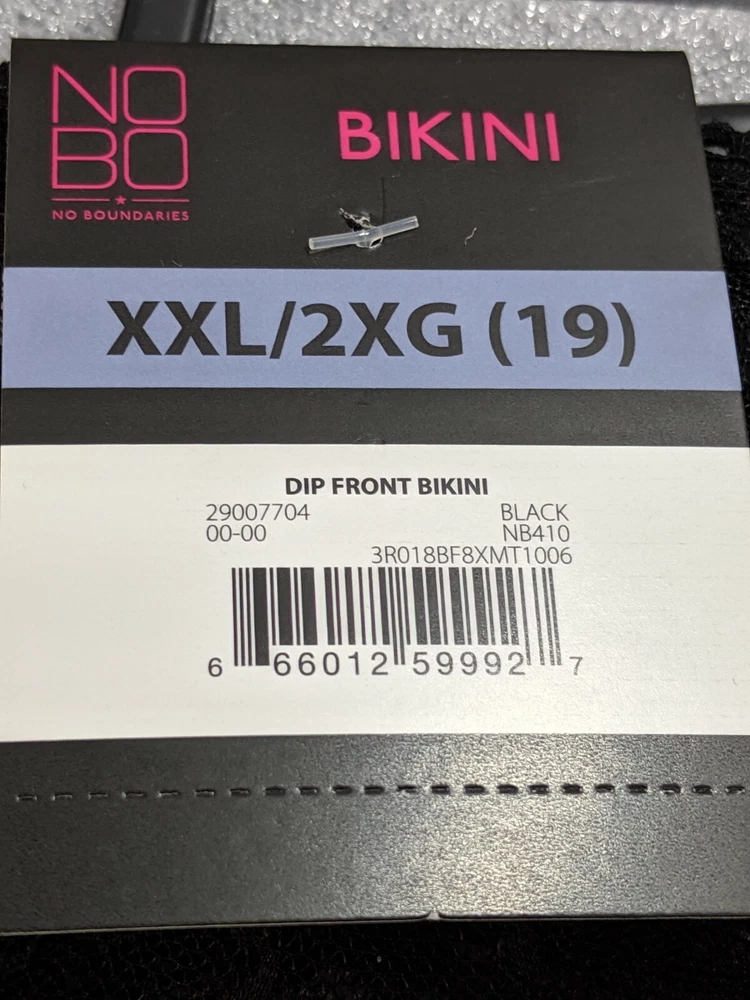 NO
BO
NO BOUNDARIES
BIKINI
XXL/2XG (19)
DIP FRONT BIKINI
29007704 BLACK
00-00 NB410
3R018BF8XMT1006
6 66012 59992 7